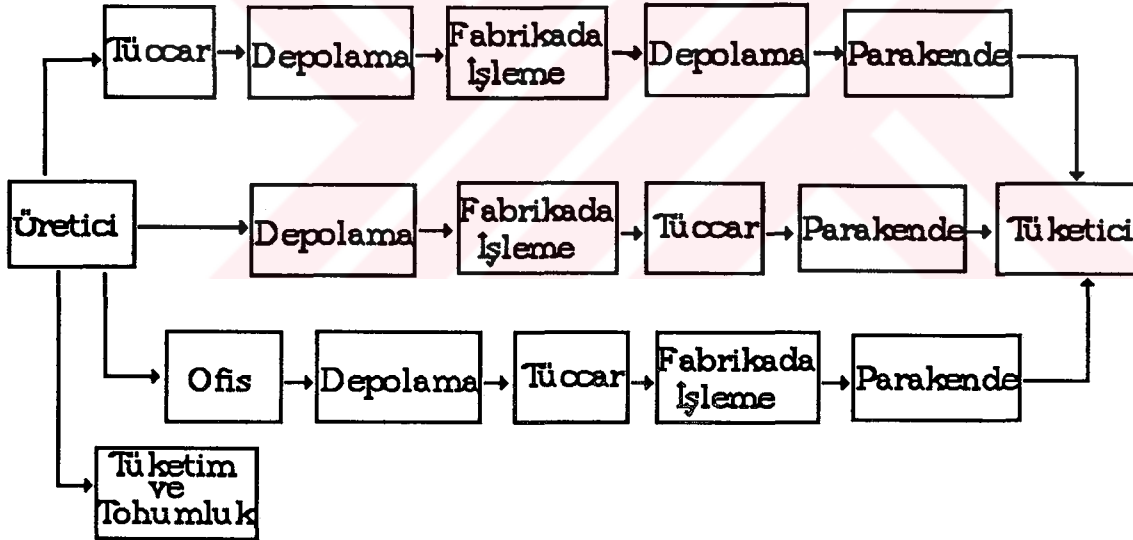 Tüccar
Depolama
Fabrikada
İşleme
Depolama
Parakende
Üretici
Depolama
Fabrikada
İşleme
Tüccar
Parakende
Tüketici
Ofis
Depolama
Tüccar
Fabrikada
İşleme
Parakende
Tüketim
ve
Tohumluk